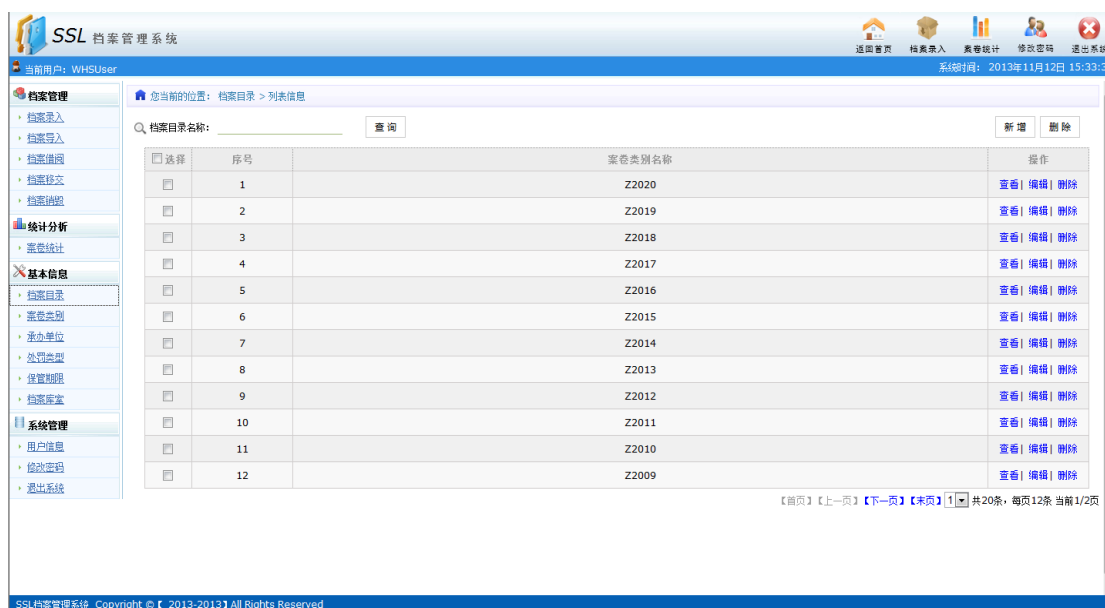 SSL 档案管理系统
返回首页 档案录入 案卷统计 修改密码 退出系统
当前用户: WHSUser
系统时间: 2013年11月12日 15:33:3
档案管理
档案录入
档案导入
档案借阅
档案移交
档案销毁
统计分析
案卷统计
基本信息
档案目录
案卷类别
承办单位
处罚类型
保管期限
档案库室
系统管理
用户信息
修改密码
退出系统
您当前的位置: 档案目录 > 列表信息
档案目录名称:
查询
新增 删除
选择 序号 案卷类别名称 操作
1 Z2020 查看| 编辑| 删除
2 Z2019 查看| 编辑| 删除
3 Z2018 查看| 编辑| 删除
4 Z2017 查看| 编辑| 删除
5 Z2016 查看| 编辑| 删除
6 Z2015 查看| 编辑| 删除
7 Z2014 查看| 编辑| 删除
8 Z2013 查看| 编辑| 删除
9 Z2012 查看| 编辑| 删除
10 Z2011 查看| 编辑| 删除
11 Z2010 查看| 编辑| 删除
12 Z2009 查看| 编辑| 删除
【首页】【上一页】【下一页】【末页】 1 共20条，每页12条 当前1/2页
SSL档案管理系统 Copyright ©【 2013-2013】All Rights Reserved